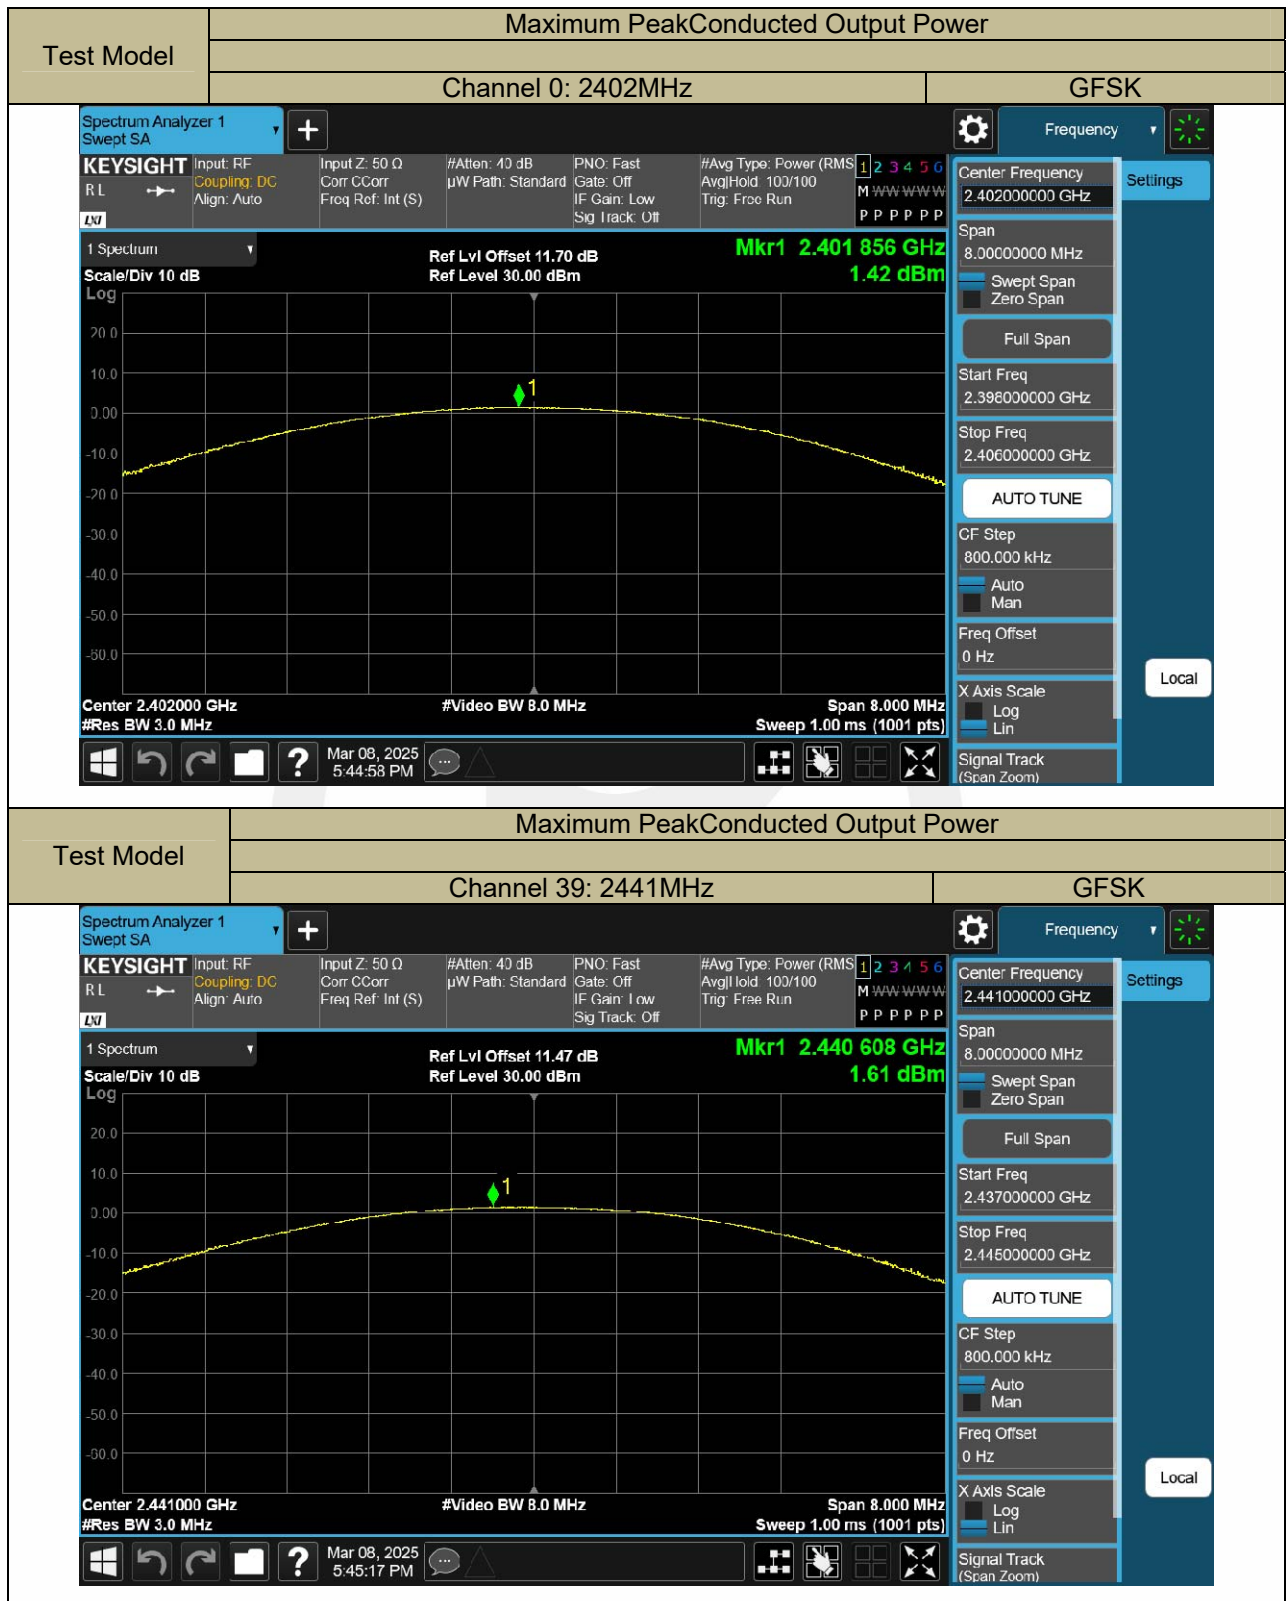 Test Model
Maximum PeakConducted Output Power
Channel 0: 2402MHz GFSK
Spectrum Analyzer 1
Swept SA
Frequency
KEYSIGHT
R L
LXI
Input: RF
Coupling: DC
Align: Auto
Input Z: 50 Ω
Corr CCorr
Freq Ref: Int (S)
#Atten: 40 dB
µW Path: Standard
PNO: Fast
Gate: Off
IF Gain: Low
Sig Track: Off
#Avg Type: Power (RMS
Avg|Hold: 100/100
Trig: Free Run
1 2 3 4 5 6
M W W W W W
P P P P P P
1 Spectrum
Scale/Div 10 dB
Log
Ref Lvl Offset 11.70 dB
Ref Level 30.00 dBm
Mkr1 2.401 856 GHz
1.42 dBm
20.0
10.0
0.00
-10.0
-20.0
-30.0
-40.0
-50.0
-60.0
1
Center 2.402000 GHz
#Res BW 3.0 MHz
#Video BW 8.0 MHz
Span 8.000 MHz
Sweep 1.00 ms (1001 pts)
Mar 08, 2025
5:44:58 PM
Center Frequency
2.402000000 GHz
Span
8.00000000 MHz
Swept Span
Zero Span
Full Span
Start Freq
2.398000000 GHz
Stop Freq
2.406000000 GHz
AUTO TUNE
CF Step
800.000 kHz
Auto
Man
Freq Offset
0 Hz
X Axis Scale
Log
Lin
Signal Track
(Span Zoom)
Settings
Local
Test Model
Maximum PeakConducted Output Power
Channel 39: 2441MHz GFSK
Spectrum Analyzer 1
Swept SA
Frequency
KEYSIGHT
R L
LXI
Input: RF
Coupling: DC
Align: Auto
Input Z: 50 Ω
Corr CCorr
Freq Ref: Int (S)
#Atten: 40 dB
µW Path: Standard
PNO: Fast
Gate: Off
IF Gain: Low
Sig Track: Off
#Avg Type: Power (RMS
Avg|Hold: 100/100
Trig: Free Run
1 2 3 4 5 6
M W W W W W
P P P P P P
1 Spectrum
Scale/Div 10 dB
Log
Ref Lvl Offset 11.47 dB
Ref Level 30.00 dBm
Mkr1 2.440 608 GHz
1.61 dBm
20.0
10.0
0.00
-10.0
-20.0
-30.0
-40.0
-50.0
-60.0
1
Center 2.441000 GHz
#Res BW 3.0 MHz
#Video BW 8.0 MHz
Span 8.000 MHz
Sweep 1.00 ms (1001 pts)
Mar 08, 2025
5:45:17 PM
Center Frequency
2.441000000 GHz
Span
8.00000000 MHz
Swept Span
Zero Span
Full Span
Start Freq
2.437000000 GHz
Stop Freq
2.445000000 GHz
AUTO TUNE
CF Step
800.000 kHz
Auto
Man
Freq Offset
0 Hz
X Axis Scale
Log
Lin
Signal Track
(Span Zoom)
Settings
Local